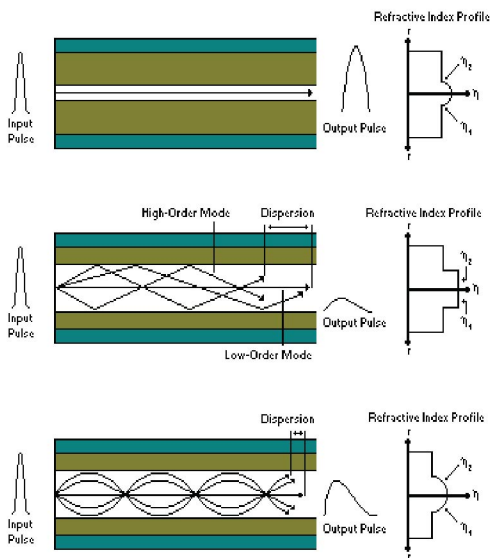 Refractive Index Profile
r
η2
η
η1
r
Input
Pulse
Output Pulse
High-Order Mode
Dispersion
Refractive Index Profile
r
η2
η
η1
r
Input
Pulse
Output Pulse
Low-Order Mode
Dispersion
Refractive Index Profile
r
η2
η
η1
r
Input
Pulse
Output Pulse